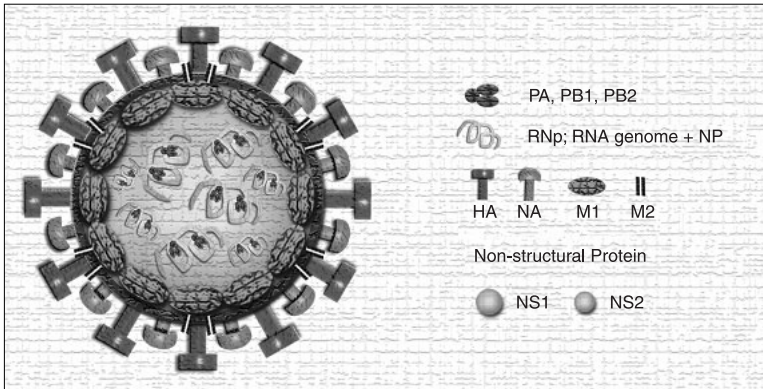 PA, PB1, PB2
RNp; RNA genome + NP
HA NA M1 M2
Non-structural Protein
NS1 NS2